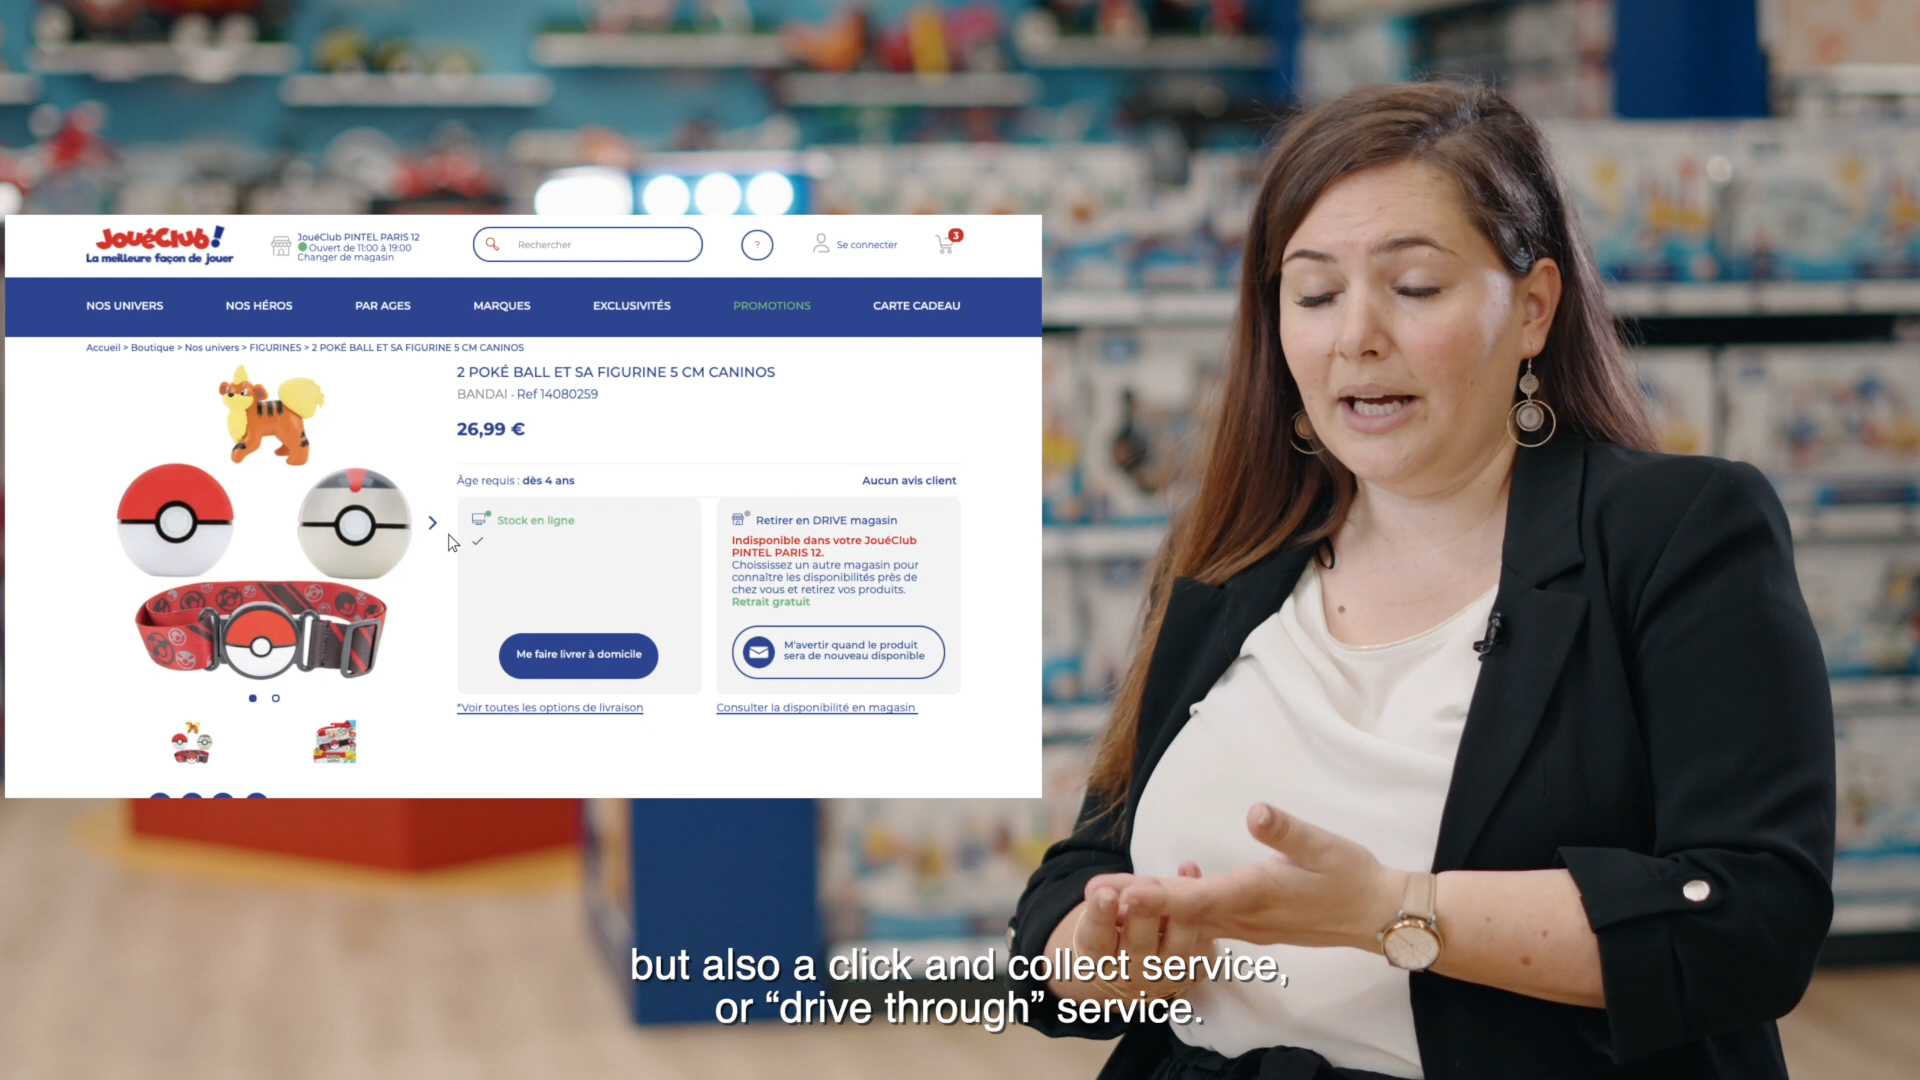 JouéClub!
La meilleure façon de jouer
JouéClub PINTEL PARIS 12
Ouvert de 11:00 à 19:00
Changer de magasin
Rechercher
?
Se connecter
3
NOS UNIVERS
NOS HÉROS
PAR AGES
MARQUES
EXCLUSIVITÉS
PROMOTIONS
CARTE CADEAU
Accueil > Boutique > Nos univers > FIGURINES > 2 POKÉ BALL ET SA FIGURINE 5 CM CANINOS
2 POKÉ BALL ET SA FIGURINE 5 CM CANINOS
BANDAI - Ref 14080259
26,99 €
Âge requis : dès 4 ans
Aucun avis client
Stock en ligne
Me faire livrer à domicile
*Voir toutes les options de livraison
Retirer en DRIVE magasin
Indisponible dans votre JouéClub
PINTEL PARIS 12.
Choississez un autre magasin pour
connaître les disponibilités près de
chez vous et retirez vos produits.
Retrait gratuit
M'avertir quand le produit
sera de nouveau disponible
Consulter la disponibilité en magasin
but also a click and collect service,
or “drive through” service.